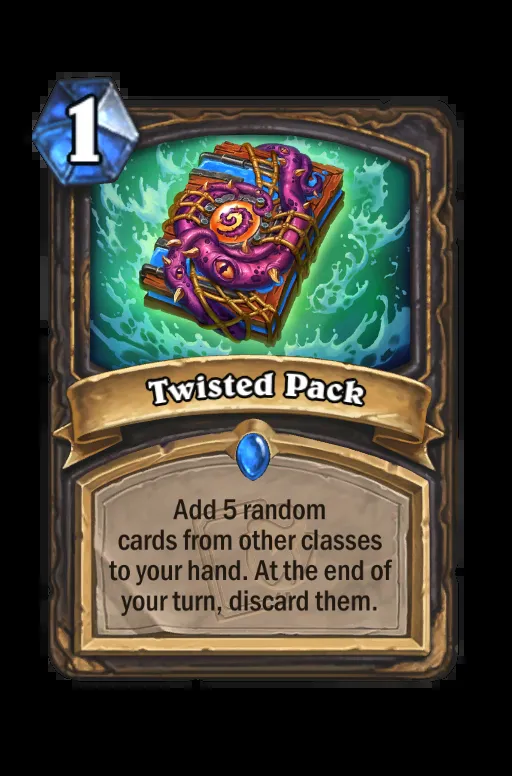 1
Twisted Pack
Add 5 random
cards from other classes
to your hand. At the end of
your turn, discard them.